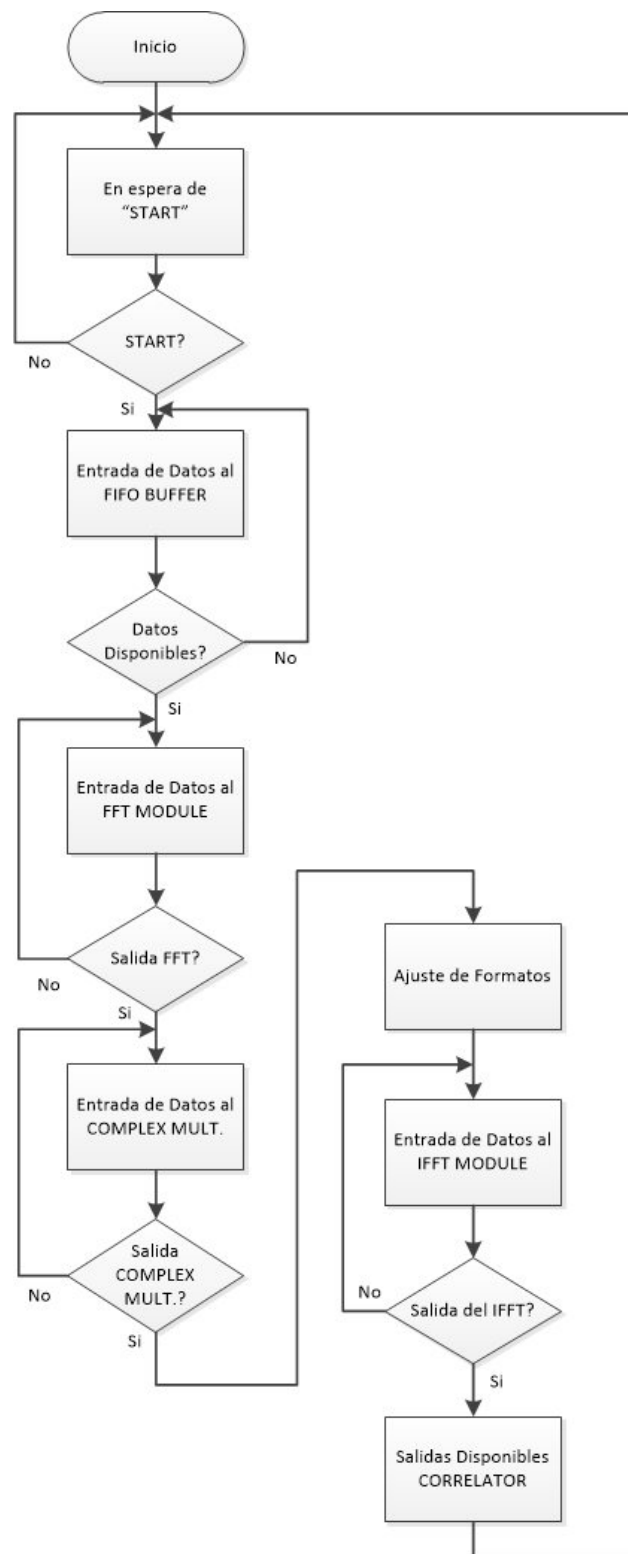 Inicio
En espera de
“START”
START?
No
Si
Entrada de Datos al
FIFO BUFFER
Datos
Disponibles?
No
Si
Entrada de Datos al
FFT MODULE
Salida FFT?
No
Si
Entrada de Datos al
COMPLEX MULT.
Salida
COMPLEX
MULT.?
No
Si
Ajuste de Formatos
Entrada de Datos al
IFFT MODULE
Salida del IFFT?
No
Si
Salidas Disponibles
CORRELATOR